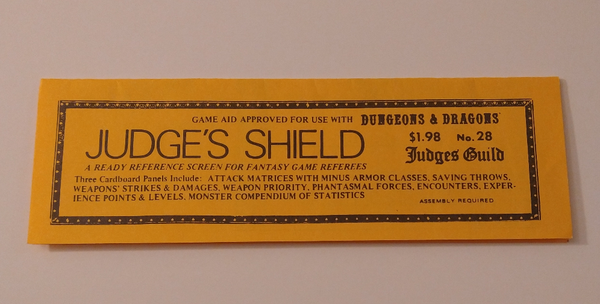 GAME AID APPROVED FOR USE WITH DUNGEONS & DRAGONS
JUDGE'S SHIELD
$1.98 No. 28
Judges Guild
A READY REFERENCE SCREEN FOR FANTASY GAME REFEREES
Three Cardboard Panels Include: ATTACK MATRICES WITH MINUS ARMOR CLASSES, SAVING THROWS,
WEAPONS' STRIKES & DAMAGES, WEAPON PRIORITY, PHANTASMAL FORCES, ENCOUNTERS, EXPER-
IENCE POINTS & LEVELS, MONSTER COMPENDIUM OF STATISTICS
ASSEMBLY REQUIRED